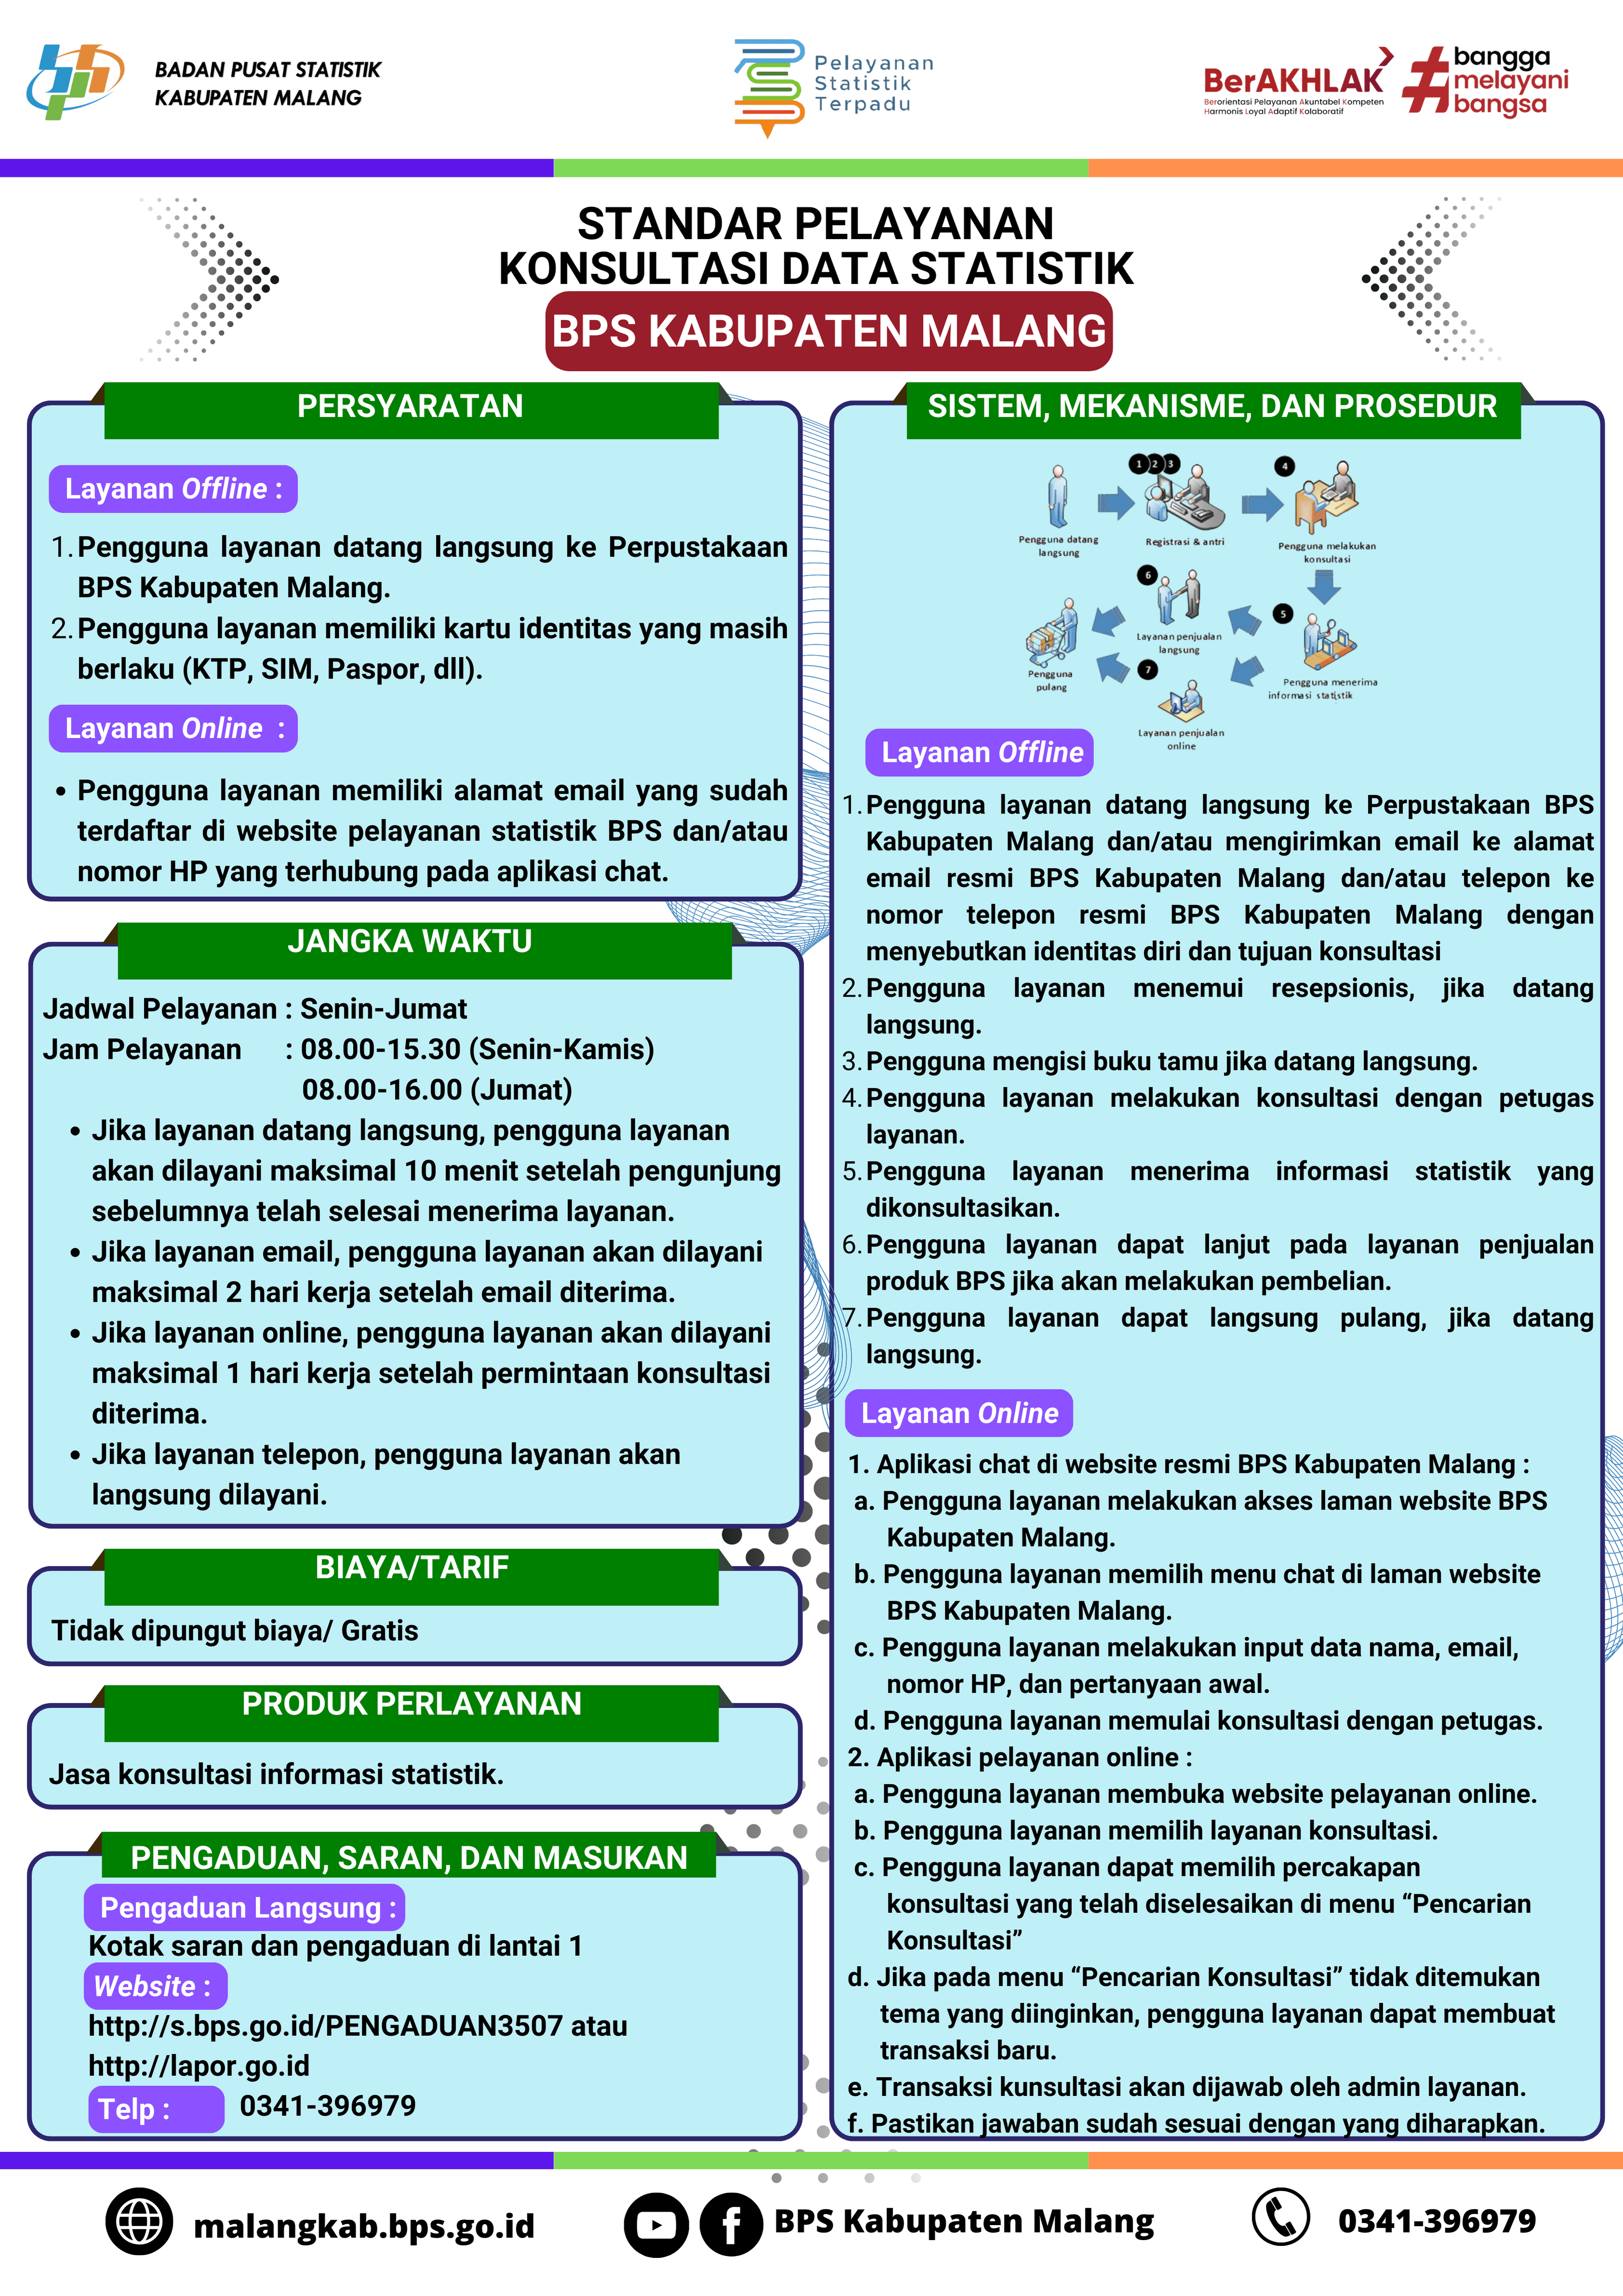 BADAN PUSAT STATISTIK
KABUPATEN MALANG
Pelayanan
Statistik
Terpadu
BerAKHLAK
Berorientasi Pelayanan Akuntabel Kompeten
Harmonis Loyal Adaptif Kolaboratif
#bangga
melayani
bangsa
STANDAR PELAYANAN
KONSULTASI DATA STATISTIK
BPS KABUPATEN MALANG
PERSYARATAN
Layanan Offline :
1. Pengguna layanan datang langsung ke Perpustakaan
BPS Kabupaten Malang.
2. Pengguna layanan memiliki kartu identitas yang masih
berlaku (KTP, SIM, Paspor, dll).
Layanan Online :
• Pengguna layanan memiliki alamat email yang sudah
terdaftar di website pelayanan statistik BPS dan/atau
nomor HP yang terhubung pada aplikasi chat.
JANGKA WAKTU
Jadwal Pelayanan : Senin-Jumat
Jam Pelayanan : 08.00-15.30 (Senin-Kamis)
08.00-16.00 (Jumat)
• Jika layanan datang langsung, pengguna layanan
akan dilayani maksimal 10 menit setelah pengunjung
sebelumnya telah selesai menerima layanan.
• Jika layanan email, pengguna layanan akan dilayani
maksimal 2 hari kerja setelah email diterima.
• Jika layanan online, pengguna layanan akan dilayani
maksimal 1 hari kerja setelah permintaan konsultasi
diterima.
• Jika layanan telepon, pengguna layanan akan
langsung dilayani.
BIAYA/TARIF
Tidak dipungut biaya/ Gratis
PRODUK PERLAYANAN
Jasa konsultasi informasi statistik.
PENGADUAN, SARAN, DAN MASUKAN
Pengaduan Langsung :
Kotak saran dan pengaduan di lantai 1
Website :
http://s.bps.go.id/PENGADUAN3507 atau
http://lapor.go.id
Telp : 0341-396979
SISTEM, MEKANISME, DAN PROSEDUR
1 2 3
4
Pengguna datang
langsung
Registrasi & antri
Pengguna melakukan
konsultasi
6
5
Layanan penjualan
langsung
7
Pengguna
pulang
Pengguna menerima
informasi statistik
Layanan penjualan
online
Layanan Offline
1. Pengguna layanan datang langsung ke Perpustakaan BPS
Kabupaten Malang dan/atau mengirimkan email ke alamat
email resmi BPS Kabupaten Malang dan/atau telepon ke
nomor telepon resmi BPS Kabupaten Malang dengan
menyebutkan identitas diri dan tujuan konsultasi
2. Pengguna layanan menemui resepsionis, jika datang
langsung.
3. Pengguna mengisi buku tamu jika datang langsung.
4. Pengguna layanan melakukan konsultasi dengan petugas
layanan.
5. Pengguna layanan menerima informasi statistik yang
dikonsultasikan.
6. Pengguna layanan dapat lanjut pada layanan penjualan
produk BPS jika akan melakukan pembelian.
7. Pengguna layanan dapat langsung pulang, jika datang
langsung.
Layanan Online
1. Aplikasi chat di website resmi BPS Kabupaten Malang :
a. Pengguna layanan melakukan akses laman website BPS
Kabupaten Malang.
b. Pengguna layanan memilih menu chat di laman website
BPS Kabupaten Malang.
c. Pengguna layanan melakukan input data nama, email,
nomor HP, dan pertanyaan awal.
d. Pengguna layanan memulai konsultasi dengan petugas.
2. Aplikasi pelayanan online :
a. Pengguna layanan membuka website pelayanan online.
b. Pengguna layanan memilih layanan konsultasi.
c. Pengguna layanan dapat memilih percakapan
konsultasi yang telah diselesaikan di menu “Pencarian
Konsultasi”
d. Jika pada menu “Pencarian Konsultasi” tidak ditemukan
tema yang diinginkan, pengguna layanan dapat membuat
transaksi baru.
e. Transaksi kunsultasi akan dijawab oleh admin layanan.
f. Pastikan jawaban sudah sesuai dengan yang diharapkan.
malangkab.bps.go.id
BPS Kabupaten Malang
0341-396979